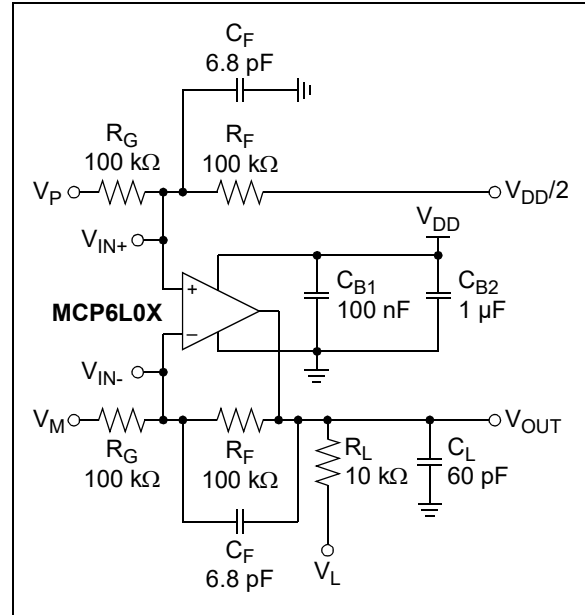 C_F
6.8 pF
R_G
100 kΩ
R_F
100 kΩ
V_P
V_DD/2
V_IN+
V_DD
C_B1
100 nF
C_B2
1 µF
+
MCP6L0X
–
V_IN-
V_M
R_G
100 kΩ
R_F
100 kΩ
V_OUT
R_L
10 kΩ
C_L
60 pF
C_F
6.8 pF
V_L